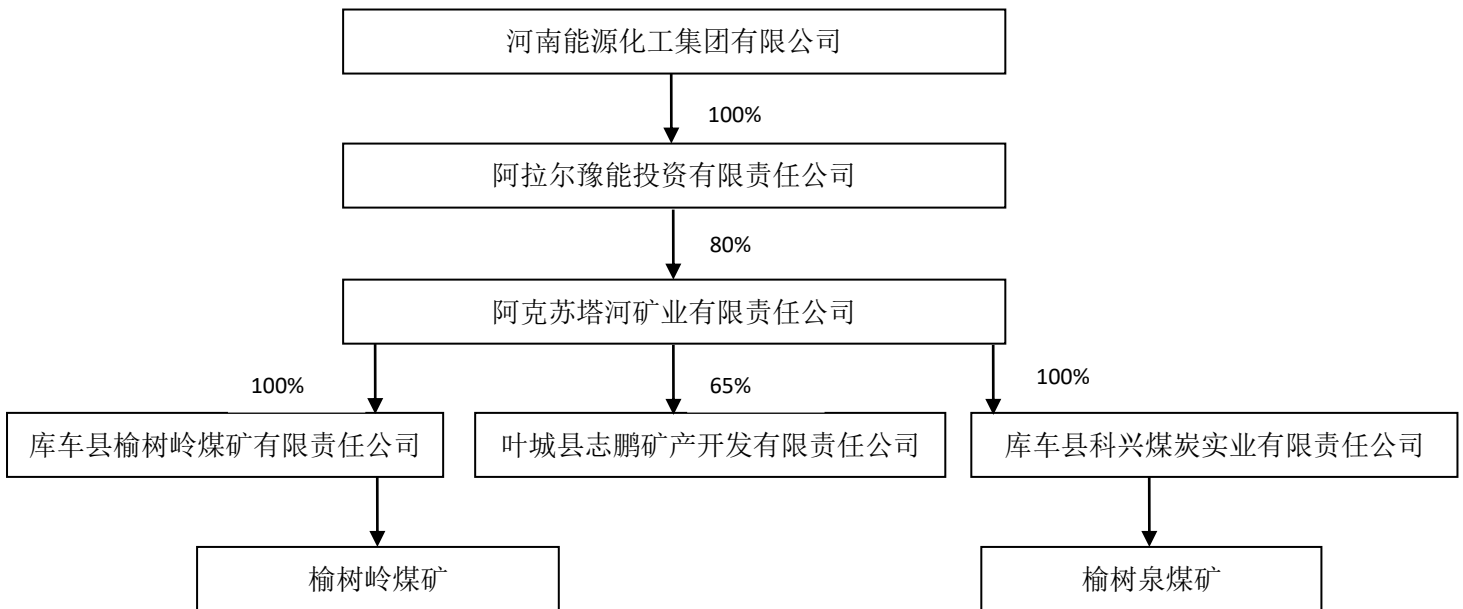 河南能源化工集团有限公司
100%
阿拉尔豫能投资有限责任公司
80%
阿克苏塔河矿业有限责任公司
100%
65%
100%
库车县榆树岭煤矿有限责任公司
叶城县志鹏矿产开发有限责任公司
库车县科兴煤炭实业有限责任公司
榆树岭煤矿
榆树泉煤矿